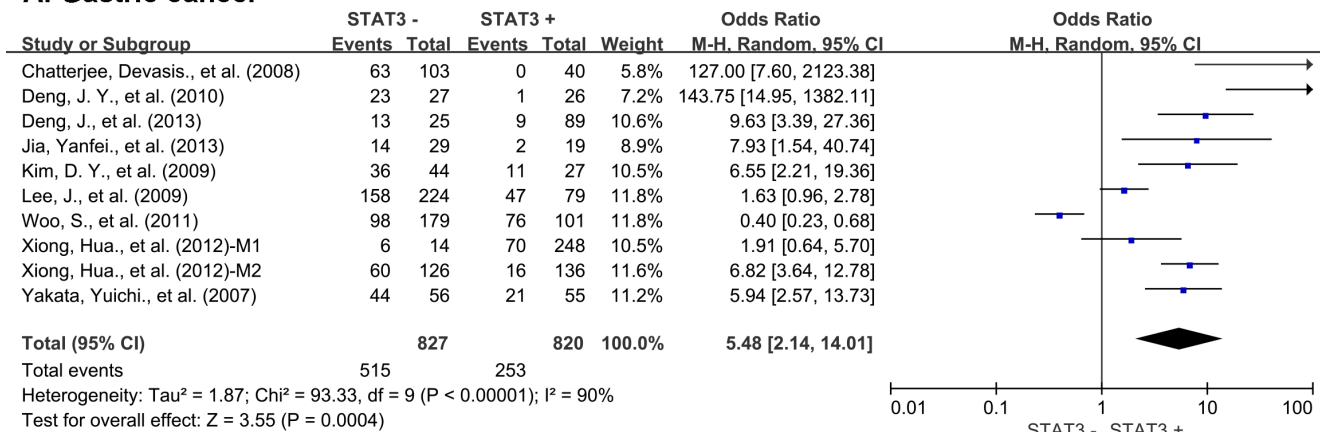 A. Gastric cancer
STAT3 - STAT3 + Odds Ratio Odds Ratio
Study or Subgroup Events Total Events Total Weight M-H, Random, 95% CI M-H, Random, 95% CI
Chatterjee, Devasis., et al. (2008) 63 103 0 40 5.8% 127.00 [7.60, 2123.38]
Deng, J. Y., et al. (2010) 23 27 1 26 7.2% 143.75 [14.95, 1382.11]
Deng, J., et al. (2013) 13 25 9 89 10.6% 9.63 [3.39, 27.36]
Jia, Yanfei., et al. (2013) 14 29 2 19 8.9% 7.93 [1.54, 40.74]
Kim, D. Y., et al. (2009) 36 44 11 27 10.5% 6.55 [2.21, 19.36]
Lee, J., et al. (2009) 158 224 47 79 11.8% 1.63 [0.96, 2.78]
Woo, S., et al. (2011) 98 179 76 101 11.8% 0.40 [0.23, 0.68]
Xiong, Hua., et al. (2012)-M1 6 14 70 248 10.5% 1.91 [0.64, 5.70]
Xiong, Hua., et al. (2012)-M2 60 126 16 136 11.6% 6.82 [3.64, 12.78]
Yakata, Yuichi., et al. (2007) 44 56 21 55 11.2% 5.94 [2.57, 13.73]
Total (95% CI) 827 820 100.0% 5.48 [2.14, 14.01]
Total events 515 253
Heterogeneity: Tau² = 1.87; Chi² = 93.33, df = 9 (P < 0.00001); I² = 90%
Test for overall effect: Z = 3.55 (P = 0.0004)
0.01 0.1 1 10 100
STAT3 - STAT3 +